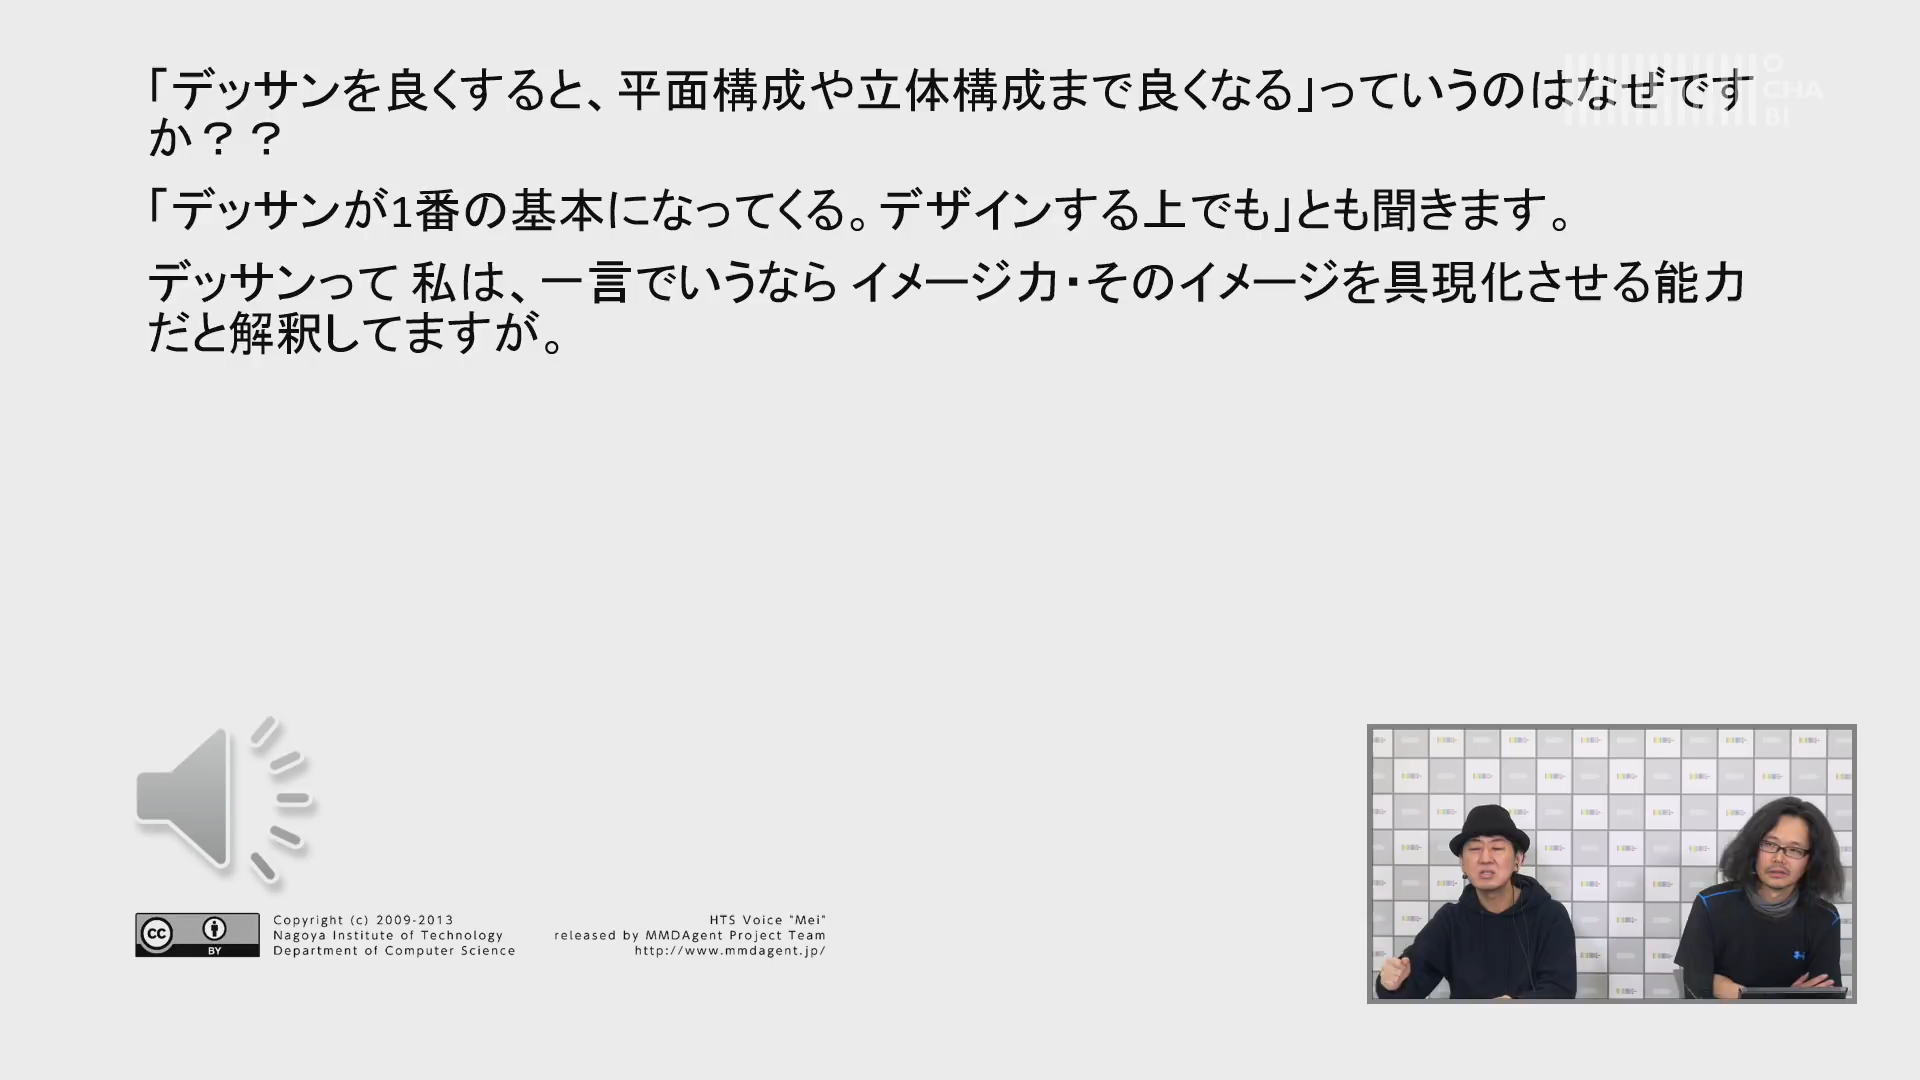 「デッサンを良くすると、平面構成や立体構成まで良くなる」っていうのはなぜです
か？？
「デッサンが1番の基本になってくる。デザインする上でも」とも聞きます。
デッサンって 私は、一言でいうなら イメージ力・そのイメージを具現化させる能力
だと解釈してますが。
O
CHA
BI
cc
BY
Copyright (c) 2009-2013
Nagoya Institute of Technology
Department of Computer Science
HTS Voice "Mei"
released by MMDAgent Project Team
http://www.mmdagent.jp/